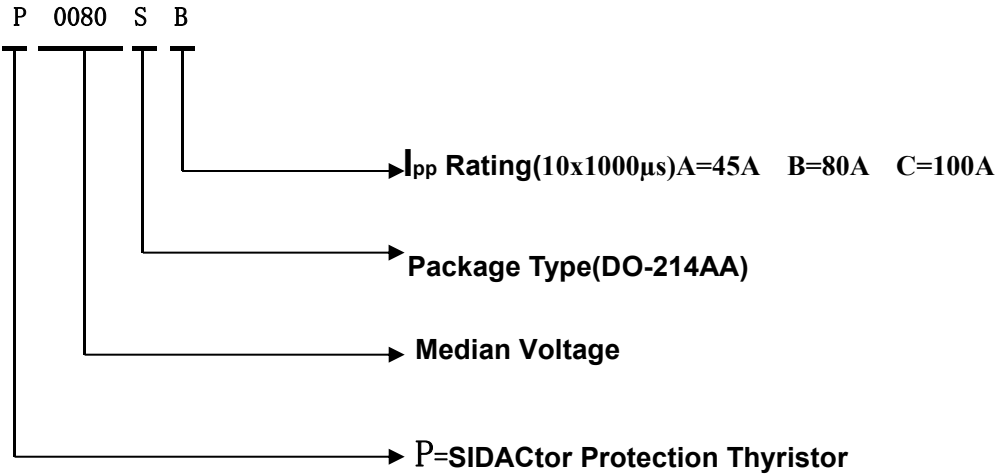 P 0080 S B
Ipp Rating(10x1000μs)A=45A B=80A C=100A
Package Type(DO-214AA)
Median Voltage
P=SIDACtor Protection Thyristor